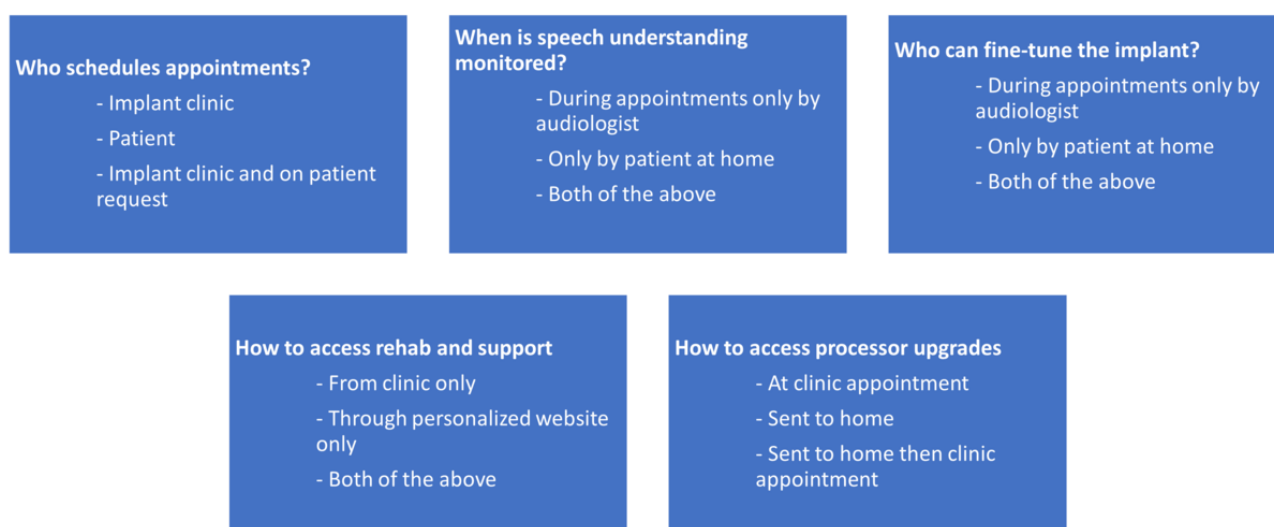 Who schedules appointments?
- Implant clinic
- Patient
- Implant clinic and on patient
request
When is speech understanding
monitored?
- During appointments only by
audiologist
- Only by patient at home
- Both of the above
Who can fine-tune the implant?
- During appointments only by
audiologist
- Only by patient at home
- Both of the above
How to access rehab and support
- From clinic only
- Through personalized website
only
- Both of the above
How to access processor upgrades
- At clinic appointment
- Sent to home
- Sent to home then clinic
appointment